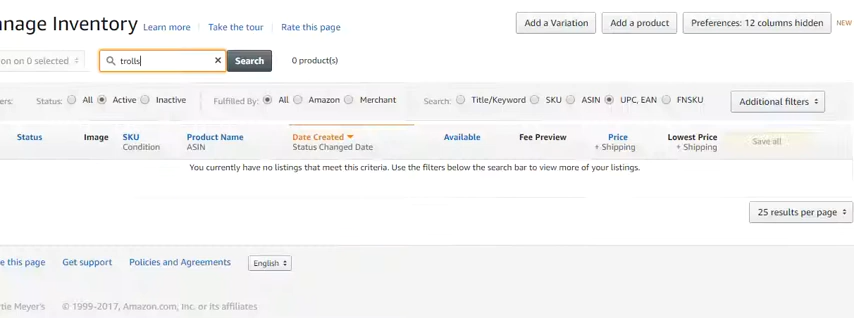 nage Inventory Learn more Take the tour Rate this page Add a Variation Add a product Preferences: 12 columns hidden NEW
on on 0 selected trolls Search 0 product(s)
ers: Status: All Active Inactive Fulfilled By: All Amazon Merchant Search: Title/Keyword SKU ASIN UPC, EAN FNSKU Additional filters
Status Image SKU Product Name Date Created Available Fee Preview Price Lowest Price Save all
Condition ASIN Status Changed Date + Shipping + Shipping
You currently have no listings that meet this criteria. Use the filters below the search bar to view more of your listings.
25 results per page
e this page Get support Policies and Agreements English
tie Meyer's © 1999-2017, Amazon.com, Inc. or its affiliates